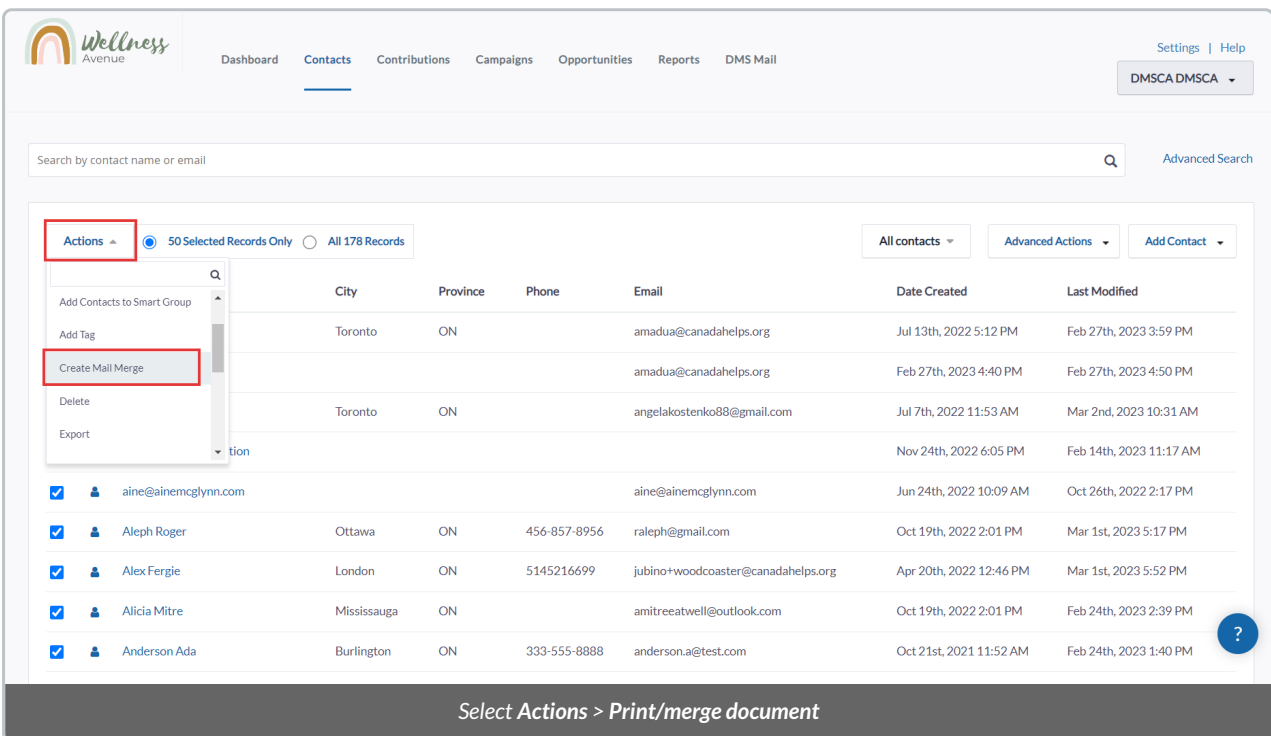 Wellness
Avenue
Dashboard Contacts Contributions Campaigns Opportunities Reports DMS Mail
Settings | Help
DMSCA DMSCA
Search by contact name or email
Advanced Search
Actions 50 Selected Records Only All 178 Records All contacts Advanced Actions Add Contact
City Province Phone Email Date Created Last Modified
Add Contacts to Smart Group
Add Tag
Create Mail Merge
Delete
Export
Toronto ON amadua@canadahelps.org Jul 13th, 2022 5:12 PM Feb 27th, 2023 3:59 PM
amadua@canadahelps.org Feb 27th, 2023 4:40 PM Feb 27th, 2023 4:50 PM
Toronto ON angelakostenko88@gmail.com Jul 7th, 2022 11:53 AM Mar 2nd, 2023 10:31 AM
tion Nov 24th, 2022 6:05 PM Feb 14th, 2023 11:17 AM
aine@ainemcglynn.com aine@ainemcglynn.com Jun 24th, 2022 10:09 AM Oct 26th, 2022 2:17 PM
Aleph Roger Ottawa ON 456-857-8956 raleph@gmail.com Oct 19th, 2022 2:01 PM Mar 1st, 2023 5:17 PM
Alex Fergie London ON 5145216699 jubino+woodcoaster@canadahelps.org Apr 20th, 2022 12:46 PM Mar 1st, 2023 5:52 PM
Alicia Mitre Mississauga ON amitreeatwell@outlook.com Oct 19th, 2022 2:01 PM Feb 24th, 2023 2:39 PM
Anderson Ada Burlington ON 333-555-8888 anderson.a@test.com Oct 21st, 2021 11:52 AM Feb 24th, 2023 1:40 PM
?
Select Actions > Print/merge document